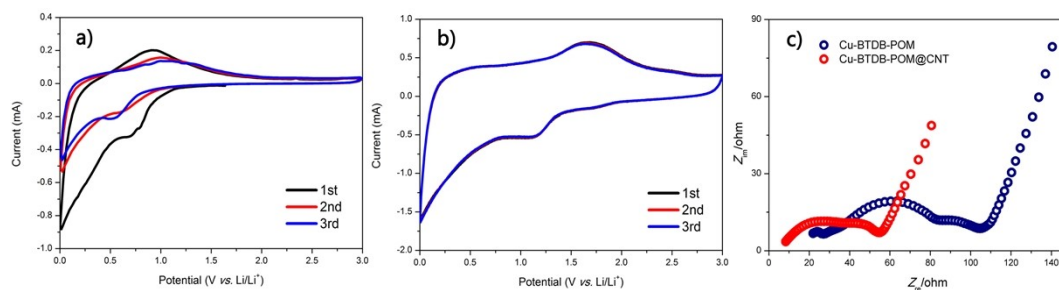 a)
0.4
0.2
0.0
-0.2
-0.4
-0.6
-0.8
-1.0
Current (mA)
0.0 0.5 1.0 1.5 2.0 2.5 3.0
Potential (V vs. Li/Li⁺)
1st
2nd
3rd
b)
1.0
0.5
0.0
-0.5
-1.0
-1.5
-2.0
Current (mA)
0.0 0.5 1.0 1.5 2.0 2.5 3.0
Potential (V vs. Li/Li⁺)
1st
2nd
3rd
c)
Cu-BTDB-POM
Cu-BTDB-POM@CNT
90
60
30
0
Zim/ohm
0 20 40 60 80 100 120 140
Zre/ohm